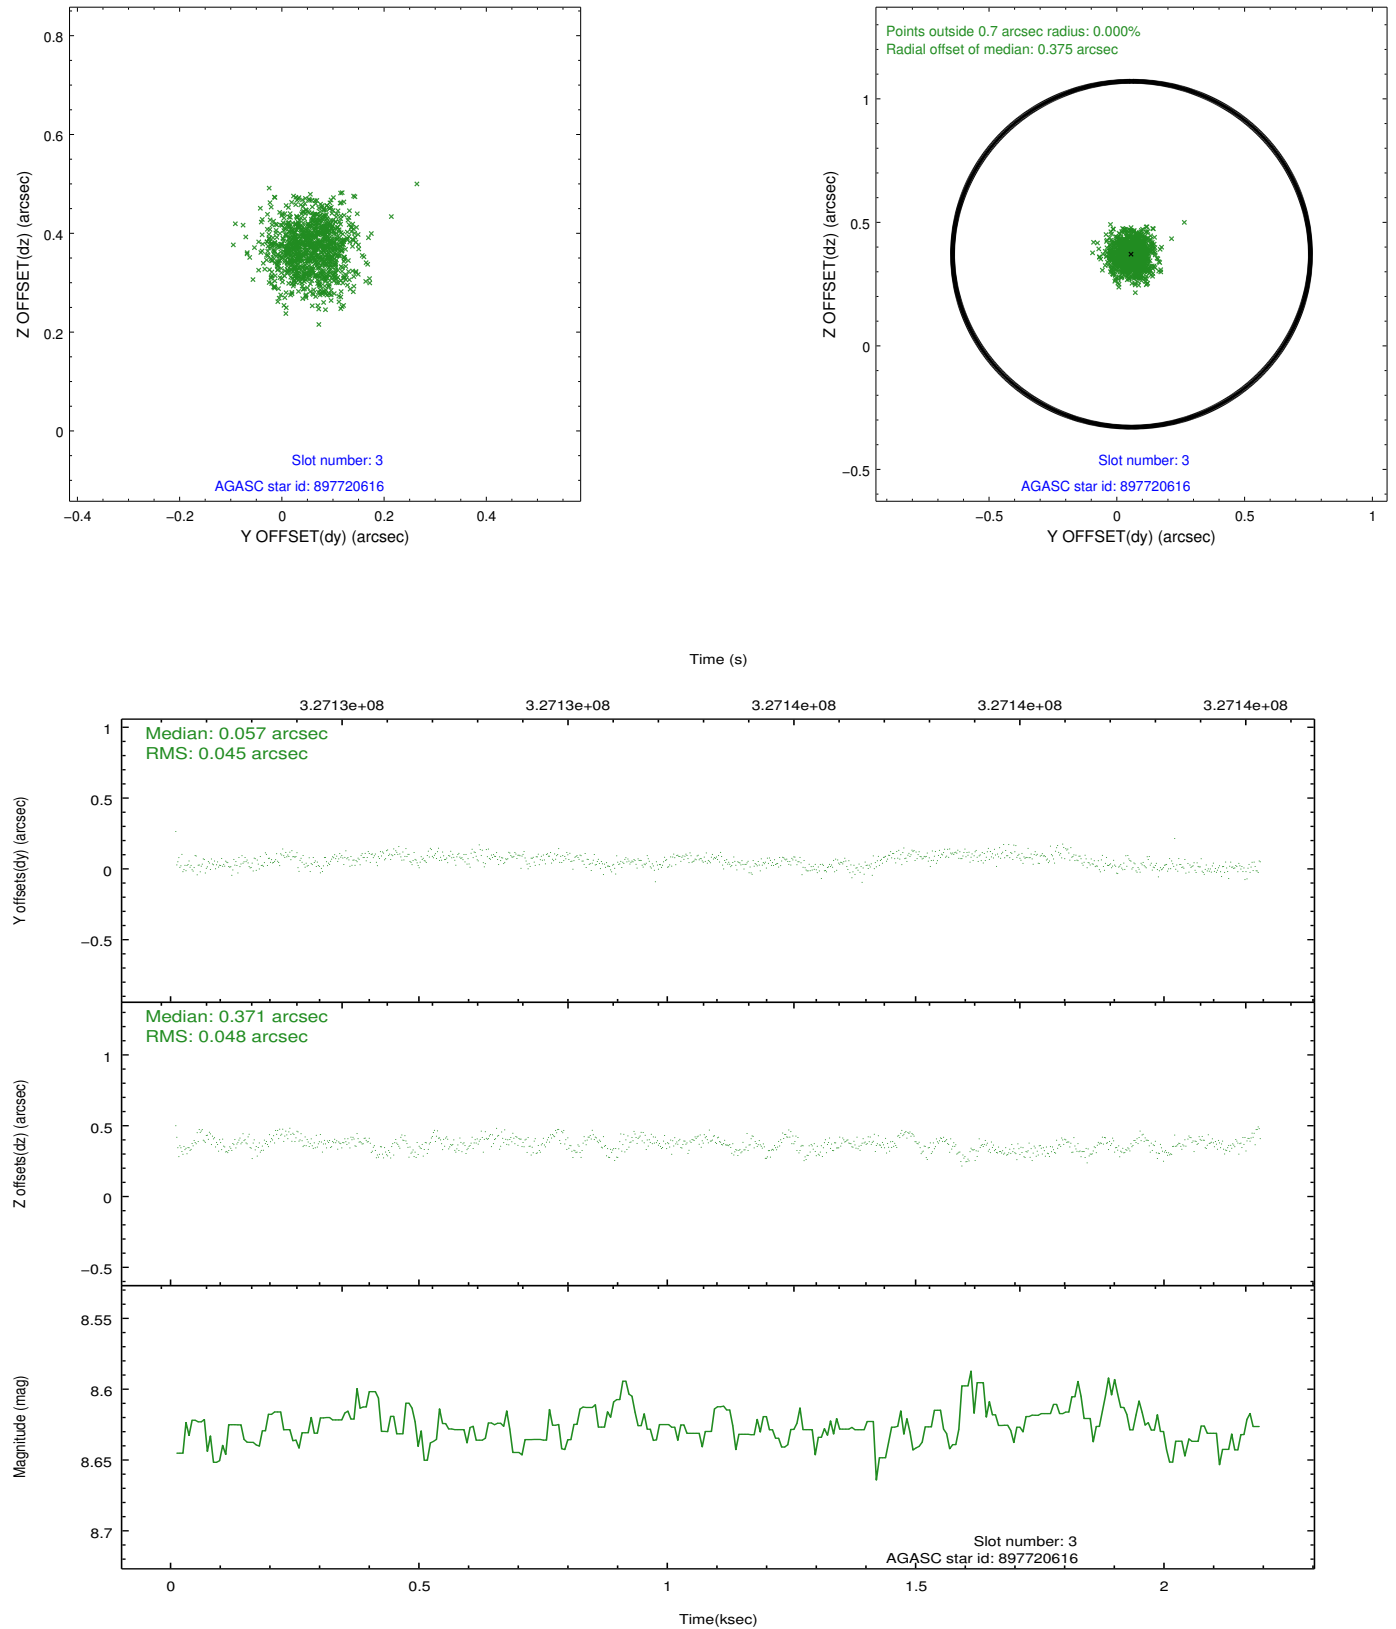 0.8
0.6
0.4
0.2
0
Z OFFSET(dz) (arcsec)
Slot number: 3
AGASC star id: 897720616
−0.4 −0.2 0 0.2 0.4
Y OFFSET(dy) (arcsec)
Points outside 0.7 arcsec radius: 0.000%
Radial offset of median: 0.375 arcsec
1
0.5
0
−0.5
Z OFFSET(dz) (arcsec)
Slot number: 3
AGASC star id: 897720616
−0.5 0 0.5 1
Y OFFSET(dy) (arcsec)
Time (s)
3.2713e+08 3.2713e+08 3.2714e+08 3.2714e+08 3.2714e+08
Median: 0.057 arcsec
RMS: 0.045 arcsec
1
0.5
0
−0.5
Y offsets(dy) (arcsec)
Median: 0.371 arcsec
RMS: 0.048 arcsec
1
0.5
0
−0.5
Z offsets(dz) (arcsec)
8.55
8.6
8.65
8.7
Magnitude (mag)
Slot number: 3
AGASC star id: 897720616
0 0.5 1 1.5 2
Time(ksec)